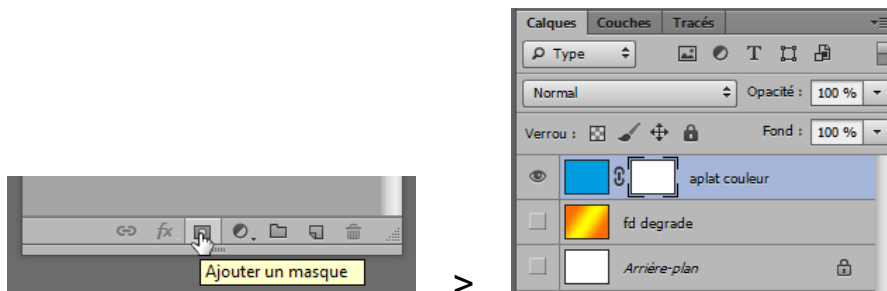 fx
Ajouter un masque
>
Calques Couches Tracés
Type T
Normal Opacité : 100 %
Verrou : Fond : 100 %
aplat couleur
fd degrade
Arrière-plan